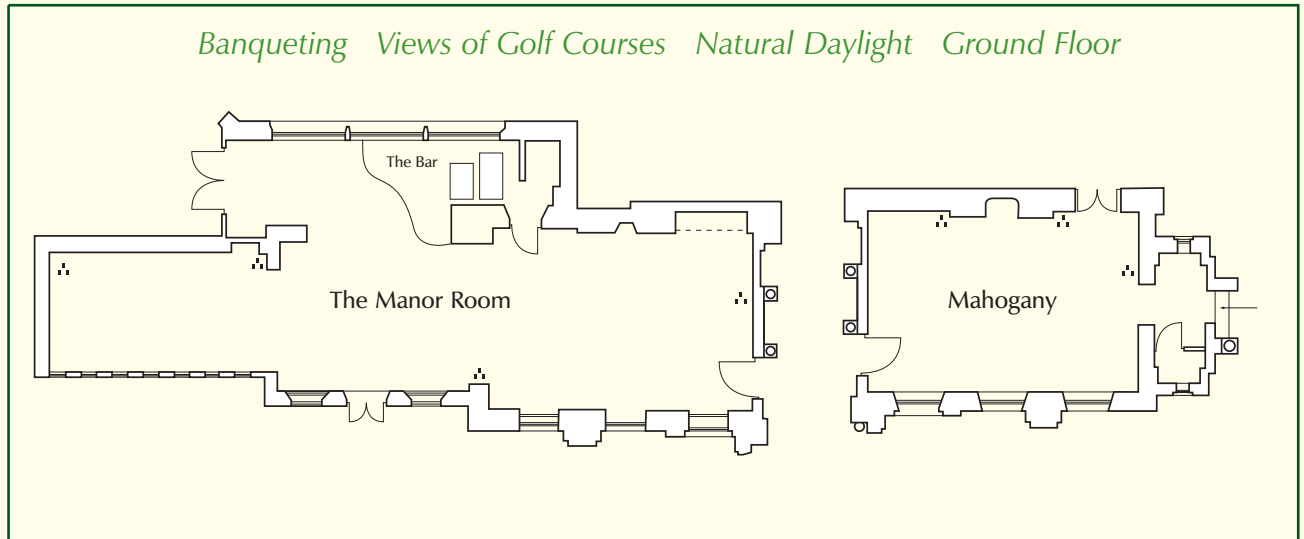 Banqueting Views of Golf Courses Natural Daylight Ground Floor
The Bar
The Manor Room
Mahogany